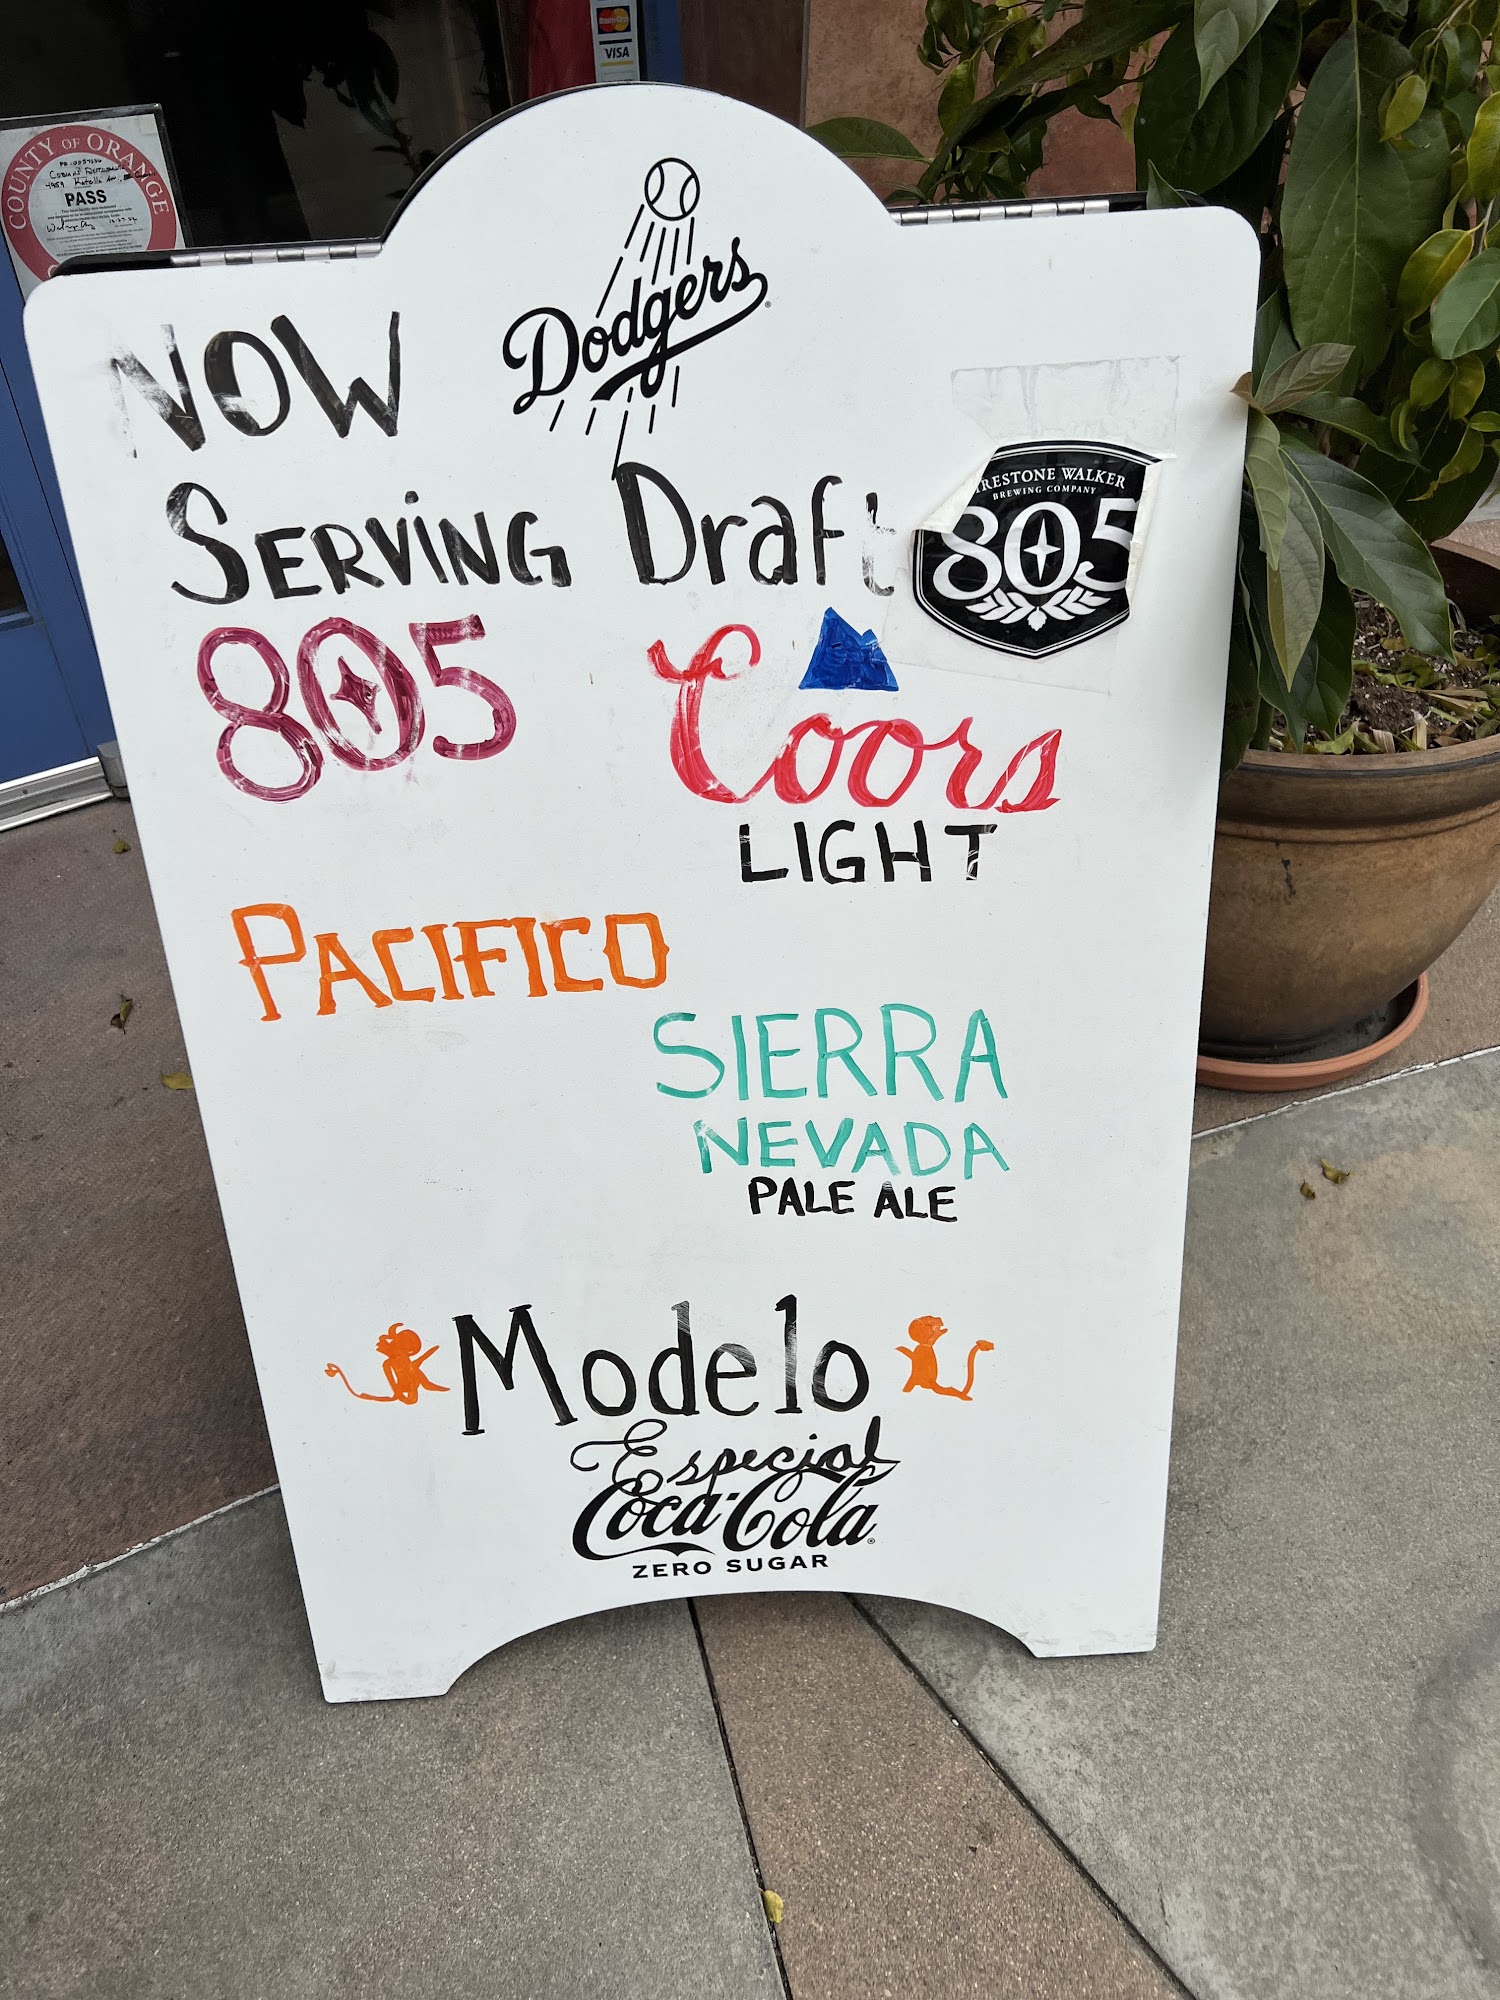 MasterCard
VISA
COUNTY OF ORANGE
PASS
Dodgers
NOW
SERVING Draft
FIRESTONE WALKER
BREWING COMPANY
805
805
Coors
LIGHT
PACIFICO
SIERRA
NEVADA
PALE ALE
Modelo
Especial
Coca-Cola
ZERO SUGAR